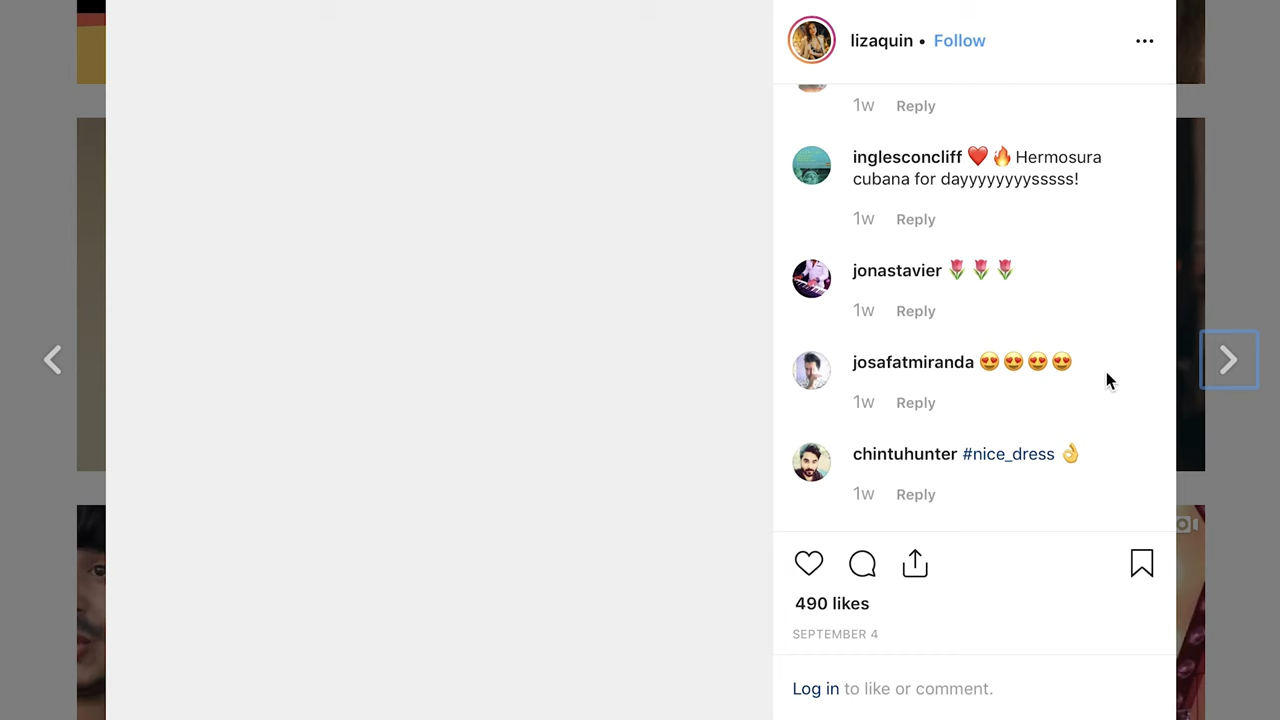 lizaquin • Follow
1w Reply
inglesconcliff ❤️ 🔥 Hermosura
cubana for dayyyyyyyysssss!
1w Reply
jonastavier 🌷 🌷 🌷
1w Reply
josafatmiranda 😍 😍 😍 😍
1w Reply
chintuhunter #nice_dress 👌
1w Reply
490 likes
SEPTEMBER 4
Log in to like or comment.